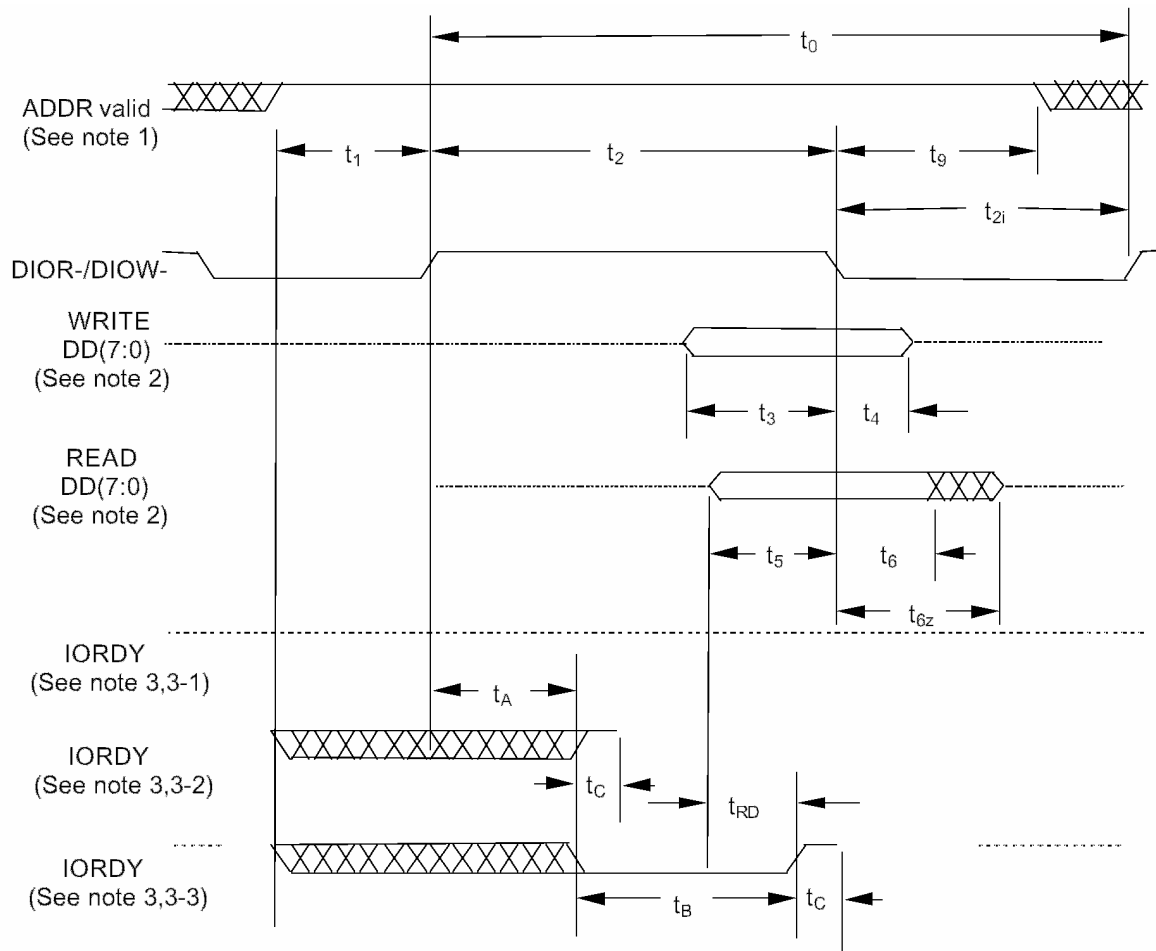 t0
ADDR valid
(See note 1)
t1
t2
t9
t2i
DIOR-/DIOW-
WRITE
DD(7:0)
(See note 2)
t3
t4
READ
DD(7:0)
(See note 2)
t5
t6
t6z
IORDY
(See note 3,3-1)
tA
IORDY
(See note 3,3-2)
tC
tRD
IORDY
(See note 3,3-3)
tB
tC